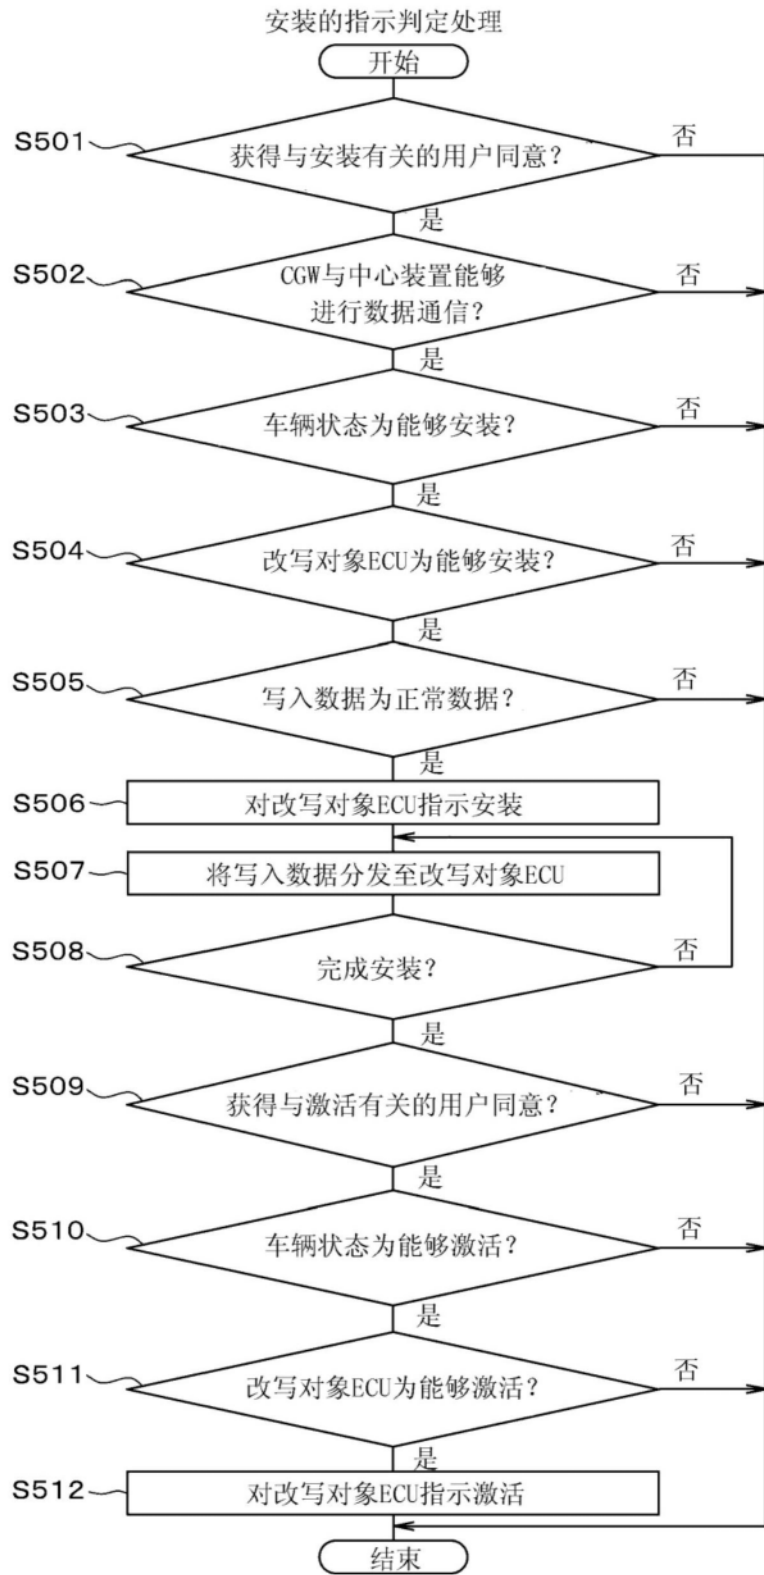 安装的指示判定处理
开始
S501
获得与安装有关的用户同意？
否
是
S502
CGW与中心装置能够
进行数据通信？
否
是
S503
车辆状态为能够安装？
否
是
S504
改写对象ECU为能够安装？
否
是
S505
写入数据为正常数据？
否
是
S506
对改写对象ECU指示安装
S507
将写入数据分发至改写对象ECU
S508
完成安装？
否
是
S509
获得与激活有关的用户同意？
否
是
S510
车辆状态为能够激活？
否
是
S511
改写对象ECU为能够激活？
否
是
S512
对改写对象ECU指示激活
结束